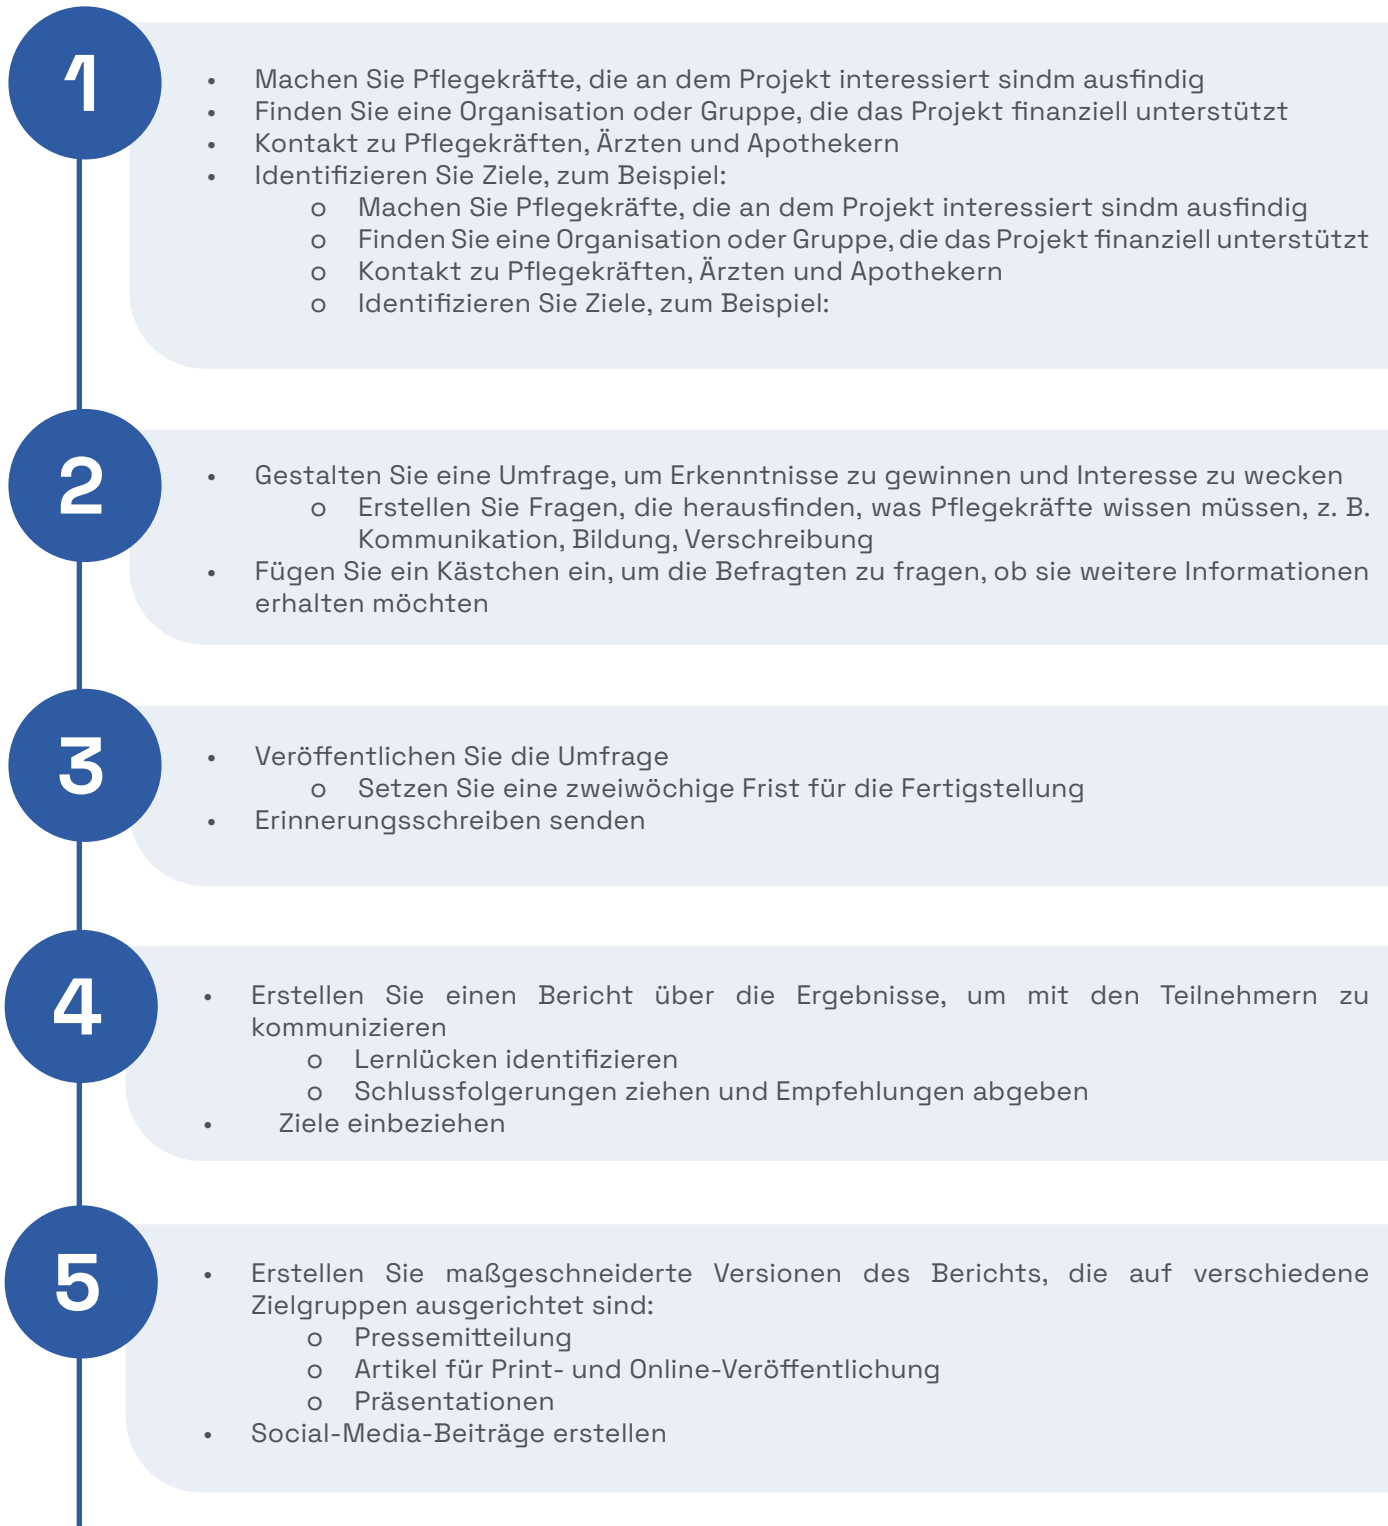 1
• Machen Sie Pflegekräfte, die an dem Projekt interessiert sindm ausfindig
• Finden Sie eine Organisation oder Gruppe, die das Projekt finanziell unterstützt
• Kontakt zu Pflegekräften, Ärzten und Apothekern
• Identifizieren Sie Ziele, zum Beispiel:
o Machen Sie Pflegekräfte, die an dem Projekt interessiert sindm ausfindig
o Finden Sie eine Organisation oder Gruppe, die das Projekt finanziell unterstützt
o Kontakt zu Pflegekräften, Ärzten und Apothekern
o Identifizieren Sie Ziele, zum Beispiel:
2
• Gestalten Sie eine Umfrage, um Erkenntnisse zu gewinnen und Interesse zu wecken
o Erstellen Sie Fragen, die herausfinden, was Pflegekräfte wissen müssen, z. B.
Kommunikation, Bildung, Verschreibung
• Fügen Sie ein Kästchen ein, um die Befragten zu fragen, ob sie weitere Informationen
erhalten möchten
3
• Veröffentlichen Sie die Umfrage
o Setzen Sie eine zweiwöchige Frist für die Fertigstellung
• Erinnerungsschreiben senden
4
• Erstellen Sie einen Bericht über die Ergebnisse, um mit den Teilnehmern zu
kommunizieren
o Lernlücken identifizieren
o Schlussfolgerungen ziehen und Empfehlungen abgeben
• Ziele einbeziehen
5
• Erstellen Sie maßgeschneiderte Versionen des Berichts, die auf verschiedene
Zielgruppen ausgerichtet sind:
o Pressemitteilung
o Artikel für Print- und Online-Veröffentlichung
o Präsentationen
• Social-Media-Beiträge erstellen